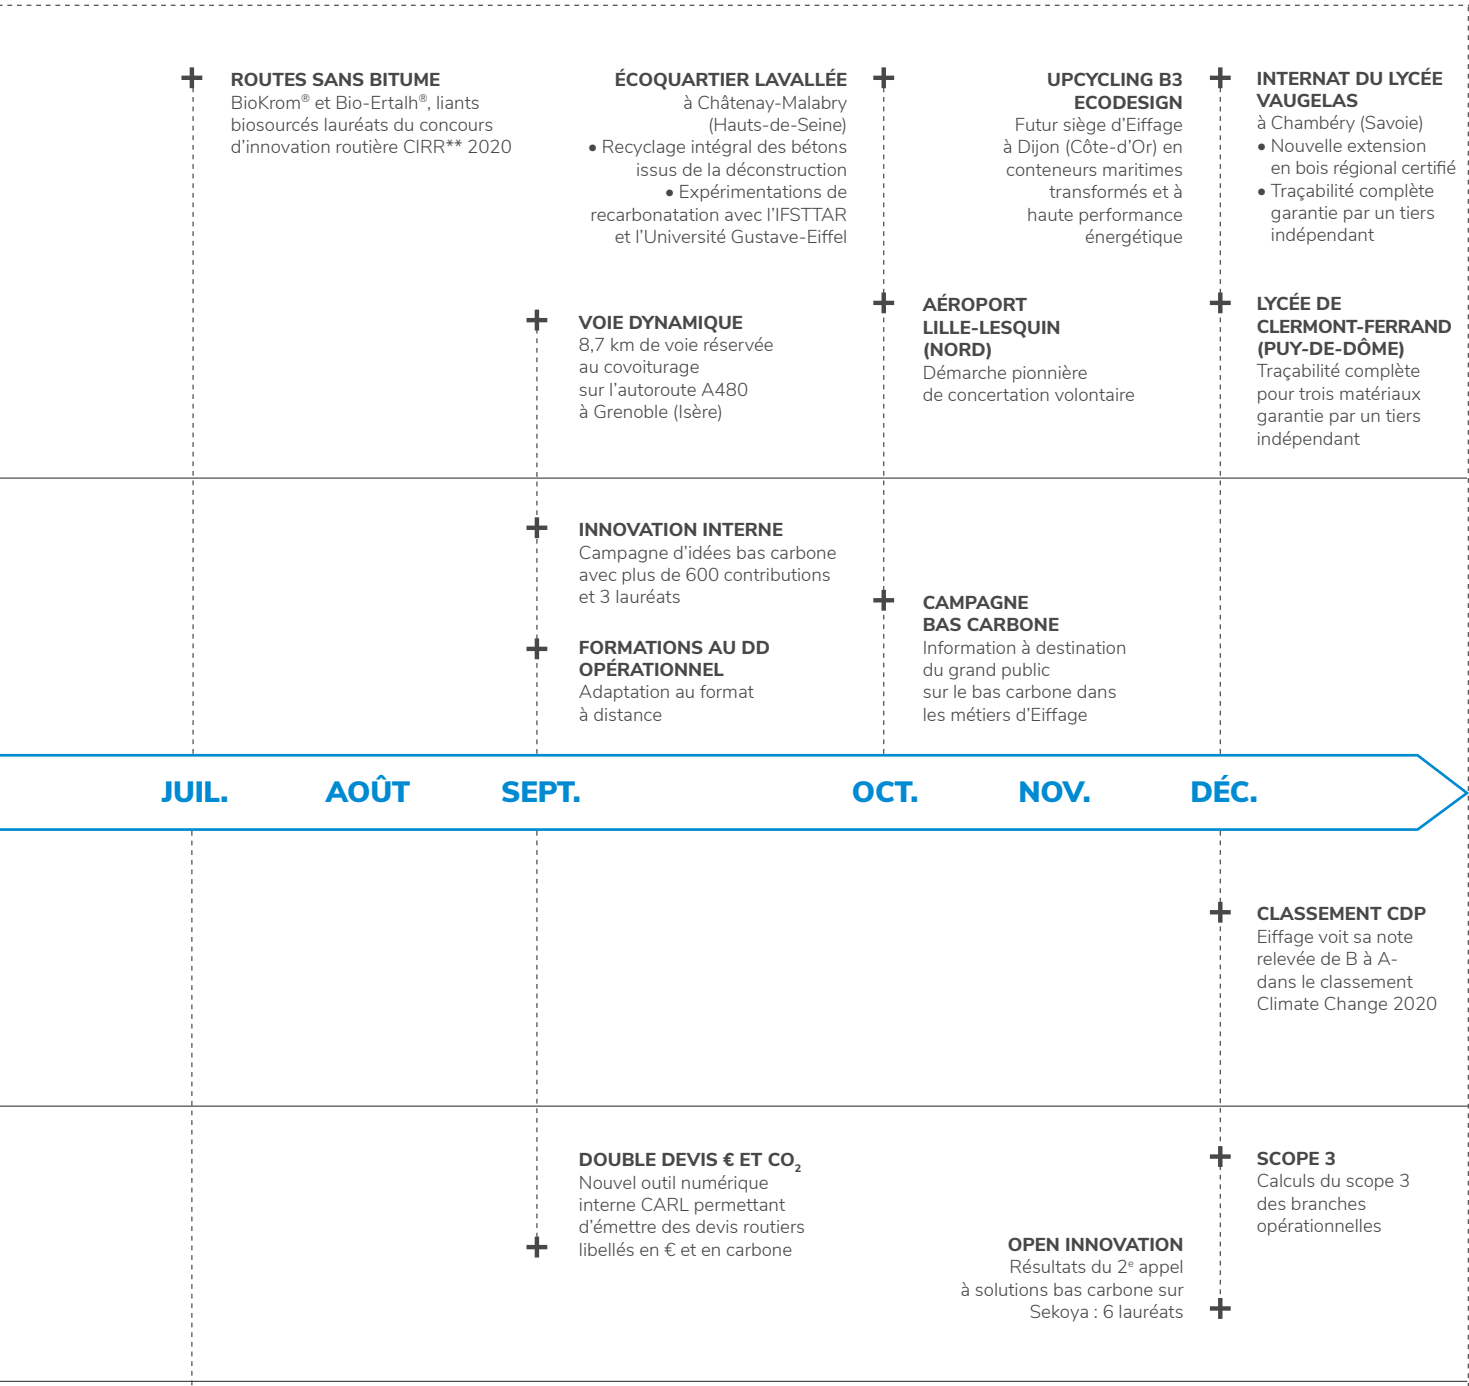 ROUTES SANS BITUME
BioKrom® et Bio-Ertalh®, liants
biosourcés lauréats du concours
d’innovation routière CIRR** 2020
ÉCOQUARTIER LAVALLÉE
à Châtenay-Malabry
(Hauts-de-Seine)
• Recyclage intégral des bétons
issus de la déconstruction
• Expérimentations de
recarbonatation avec l’IFSTTAR
et l’Université Gustave-Eiffel
UPCYCLING B3
ECODESIGN
Futur siège d’Eiffage
à Dijon (Côte-d’Or) en
conteneurs maritimes
transformés et à
haute performance
énergétique
INTERNAT DU LYCÉE
VAUGELAS
à Chambéry (Savoie)
• Nouvelle extension
en bois régional certifié
• Traçabilité complète
garantie par un tiers
indépendant
VOIE DYNAMIQUE
8,7 km de voie réservée
au covoiturage
sur l’autoroute A480
à Grenoble (Isère)
AÉROPORT
LILLE-LESQUIN
(NORD)
Démarche pionnière
de concertation volontaire
LYCÉE DE
CLERMONT-FERRAND
(PUY-DE-DÔME)
Traçabilité complète
pour trois matériaux
garantie par un tiers
indépendant
INNOVATION INTERNE
Campagne d’idées bas carbone
avec plus de 600 contributions
et 3 lauréats
FORMATIONS AU DD
OPÉRATIONNEL
Adaptation au format
à distance
CAMPAGNE
BAS CARBONE
Information à destination
du grand public
sur le bas carbone dans
les métiers d’Eiffage
JUIL. AOÛT SEPT. OCT. NOV. DÉC.
CLASSEMENT CDP
Eiffage voit sa note
relevée de B à A-
dans le classement
Climate Change 2020
DOUBLE DEVIS € ET CO₂
Nouvel outil numérique
interne CARL permettant
d’émettre des devis routiers
libellés en € et en carbone
OPEN INNOVATION
Résultats du 2e appel
à solutions bas carbone sur
Sekoya : 6 lauréats
SCOPE 3
Calculs du scope 3
des branches
opérationnelles